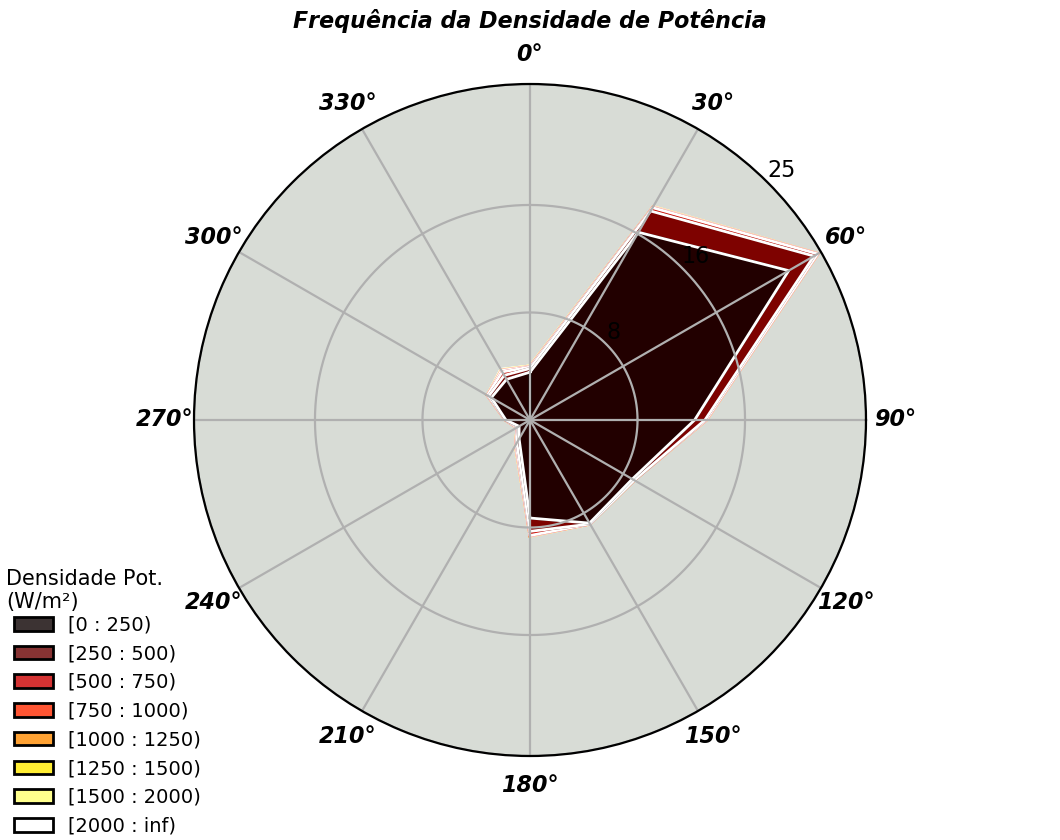 Frequência da Densidade de Potência
0°
330°
30°
25
300°
60°
16
8
270°
90°
Densidade Pot.
(W/m²)
240°
120°
[0 : 250)
[250 : 500)
[500 : 750)
[750 : 1000)
[1000 : 1250)
[1250 : 1500)
[1500 : 2000)
[2000 : inf)
210°
150°
180°